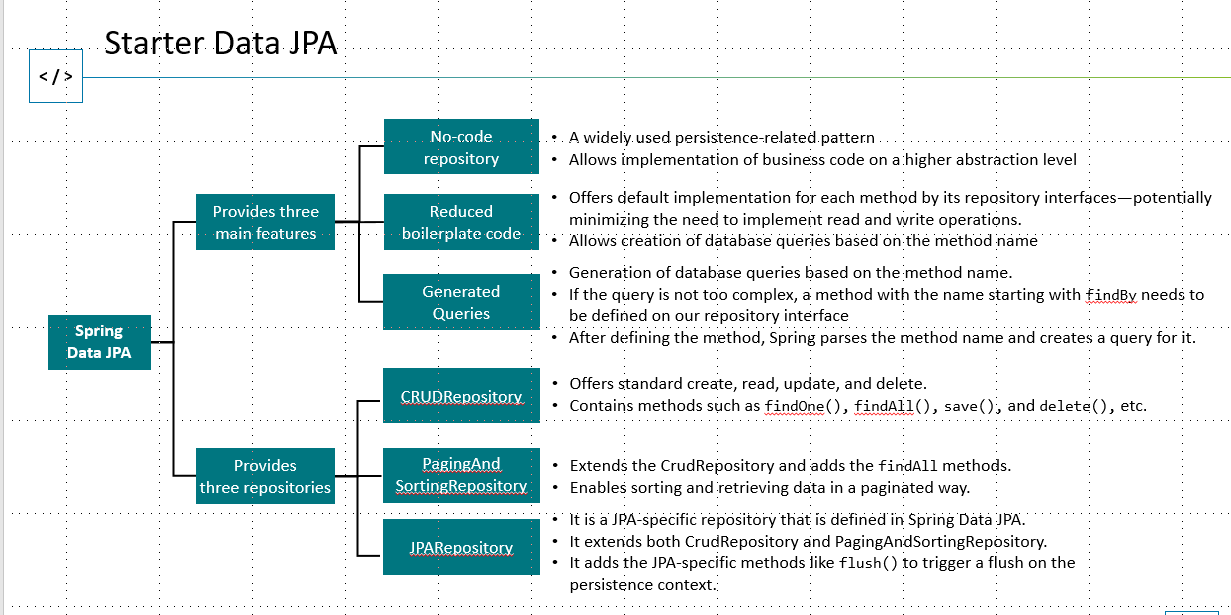 Starter Data JPA
</>
No-code
repository
• A widely used persistence-related pattern
• Allows implementation of business code on a higher abstraction level
Provides three
main features
Reduced
boilerplate code
• Offers default implementation for each method by its repository interfaces—potentially
minimizing the need to implement read and write operations.
• Allows creation of database queries based on the method name
Generated
Queries
• Generation of database queries based on the method name.
• If the query is not too complex, a method with the name starting with findBy needs to
be defined on our repository interface
• After defining the method, Spring parses the method name and creates a query for it.
Spring
Data JPA
CRUDRepository
• Offers standard create, read, update, and delete.
• Contains methods such as findOne(), findAll(), save(), and delete(), etc.
Provides
three repositories
PagingAnd
SortingRepository
• Extends the CrudRepository and adds the findAll methods.
• Enables sorting and retrieving data in a paginated way.
JPARepository
• It is a JPA-specific repository that is defined in Spring Data JPA.
• It extends both CrudRepository and PagingAndSortingRepository.
• It adds the JPA-specific methods like flush() to trigger a flush on the
persistence context.